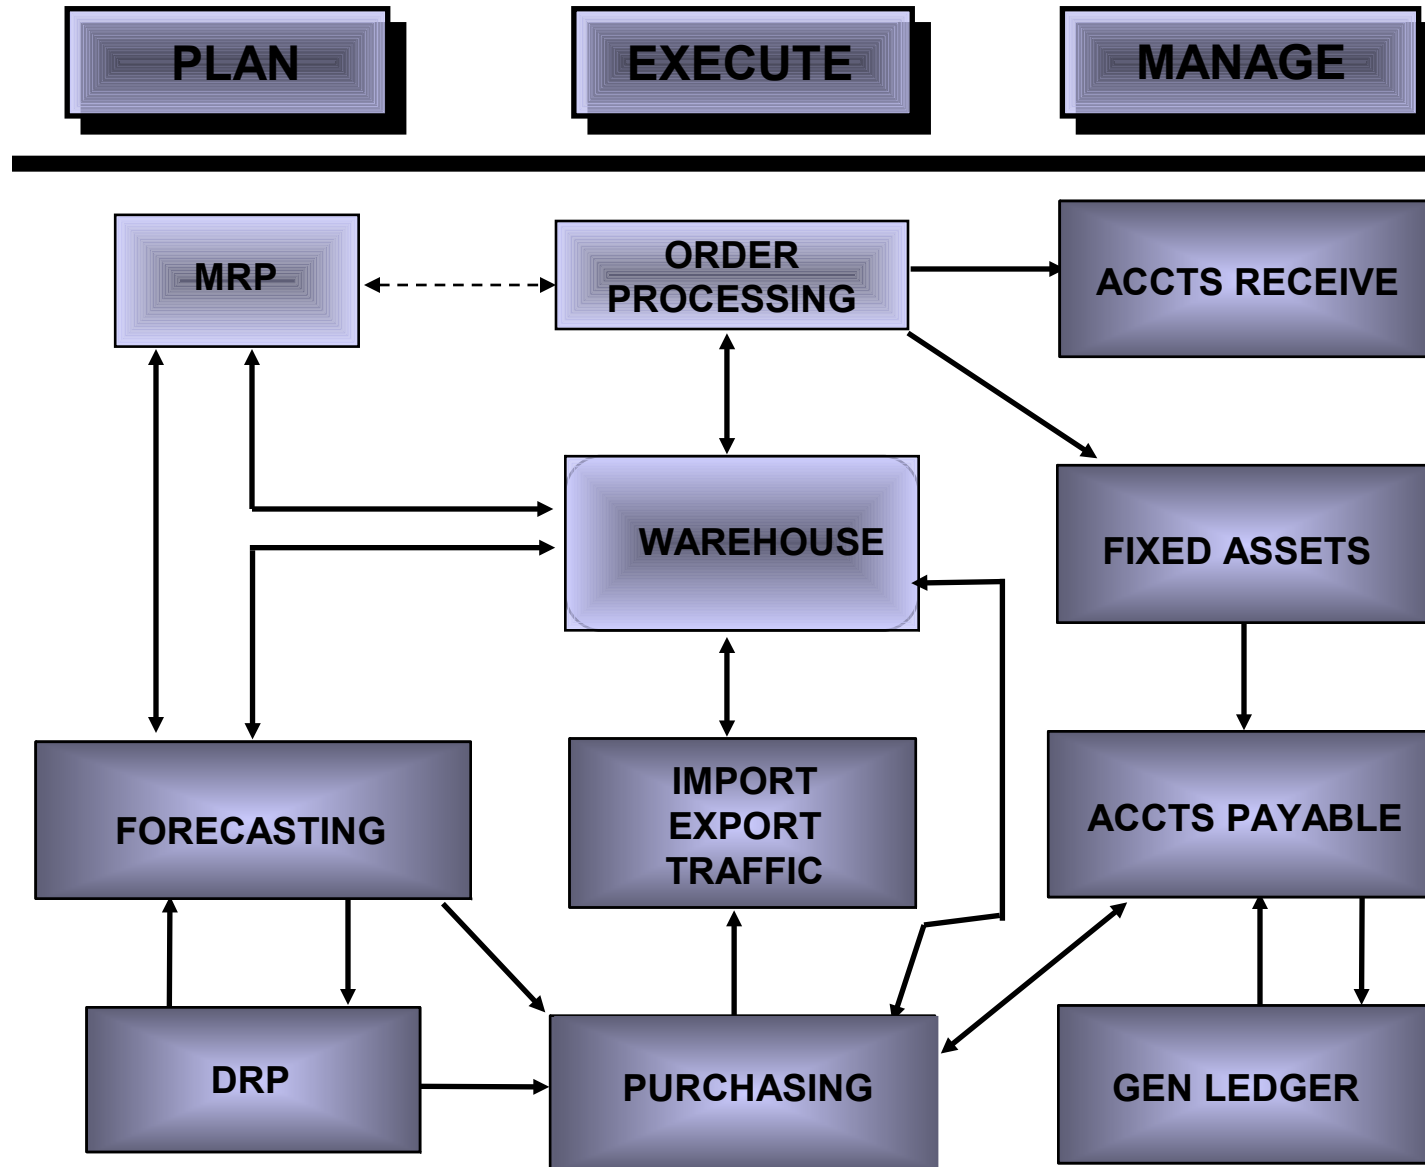 PLAN
EXECUTE
MANAGE
MRP
ORDER
PROCESSING
ACCTS RECEIVE
WAREHOUSE
FIXED ASSETS
FORECASTING
IMPORT
EXPORT
TRAFFIC
ACCTS PAYABLE
DRP
PURCHASING
GEN LEDGER